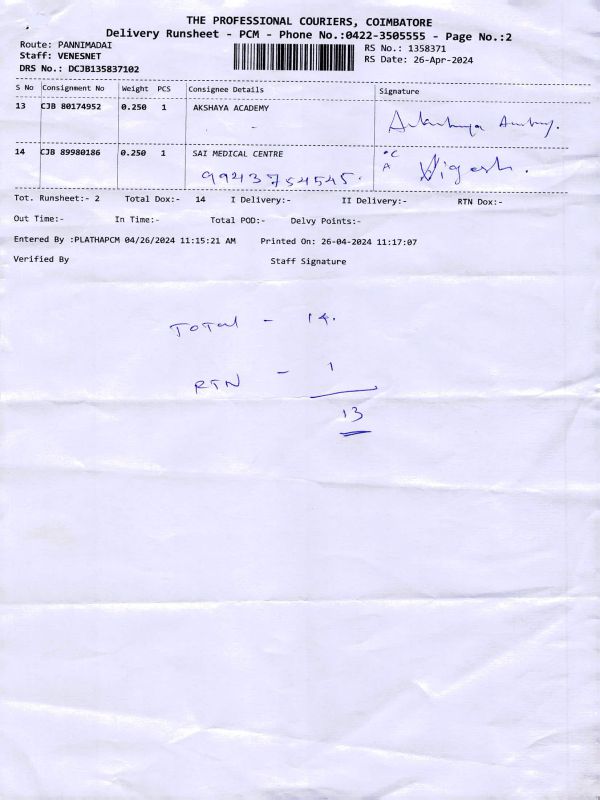 THE PROFESSIONAL COURIERS, COIMBATORE
Delivery Runsheet - PCM - Phone No.:0422-3505555 - Page No.:2
Route: PANNIMADAI
Staff: VENESNET
DRS No.: DCJB135837102
RS No.: 1358371
RS Date: 26-Apr-2024
S No Consignment No Weight PCS Consignee Details Signature
13 CJB 80174952 0.250 1 AKSHAYA ACADEMY
14 CJB 89980186 0.250 1 SAI MEDICAL CENTRE
Tot. Runsheet:- 2 Total Dox:- 14 I Delivery:- II Delivery:- RTN Dox:-
Out Time:- In Time:- Total POD:- Delvy Points:-
Entered By :PLATHAPCM 04/26/2024 11:15:21 AM Printed On: 26-04-2024 11:17:07
Verified By Staff Signature
Total - 14.
RTN - 1
13